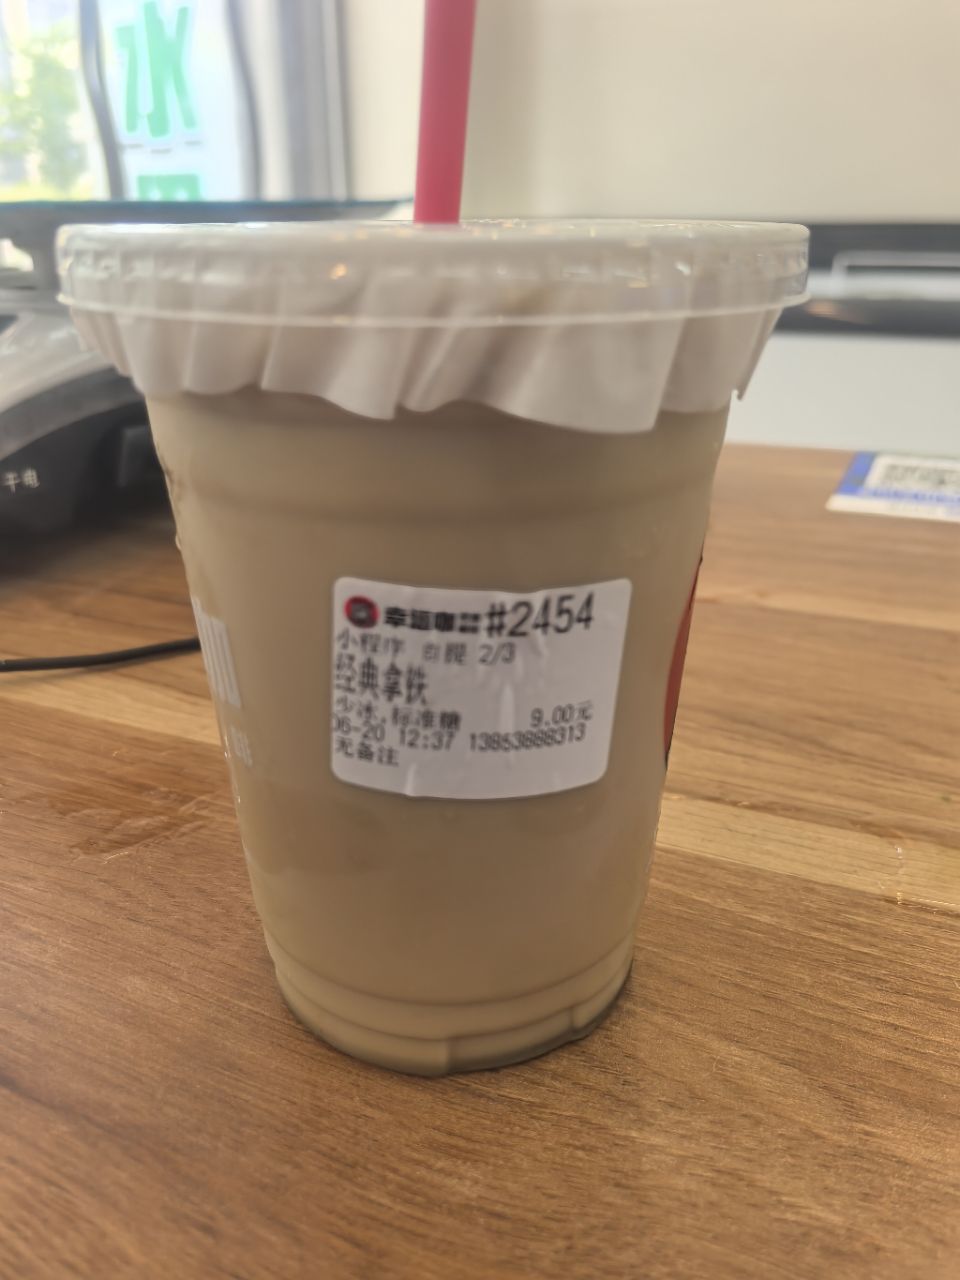 水
干电
幸运咖 #2454
小程序 自提 2/3
经典拿铁
少冰,标准糖 9.00元
06-20 12:37 13853888313
无备注